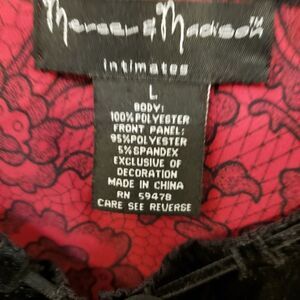 Mercer & Madison™
intimates
L
BODY:
100%POLYESTER
FRONT PANEL:
95%POLYESTER
5%SPANDEX
EXCLUSIVE OF
DECORATION
MADE IN CHINA
RN 59478
CARE SEE REVERSE